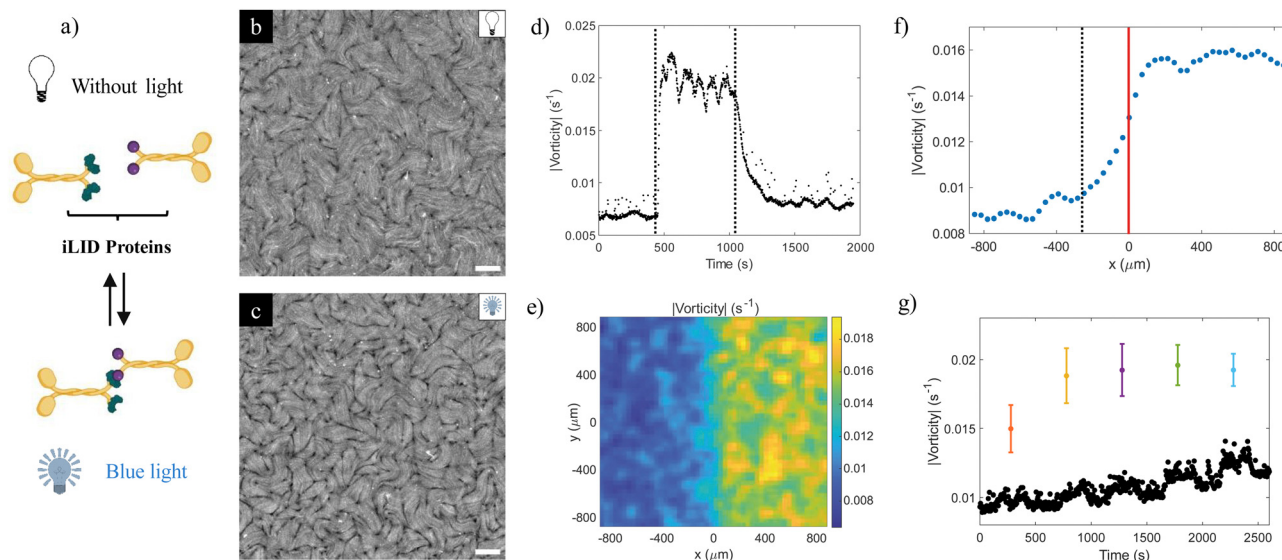 a)
Without light
iLID Proteins
Blue light
b
c
d)
|Vorticity| (s⁻¹)
0.025
0.02
0.015
0.01
0.005
0 500 1000 1500 2000
Time (s)
e)
|Vorticity| (s⁻¹)
y (μm)
800
400
0
-400
-800
-800 -400 0 400 800
x (μm)
0.018
0.016
0.014
0.012
0.01
0.008
f)
|Vorticity| (s⁻¹)
0.016
0.014
0.012
0.01
0.008
-800 -400 0 400 800
x (μm)
g)
|Vorticity| (s⁻¹)
0.02
0.015
0.01
0 500 1000 1500 2000 2500
Time (s)